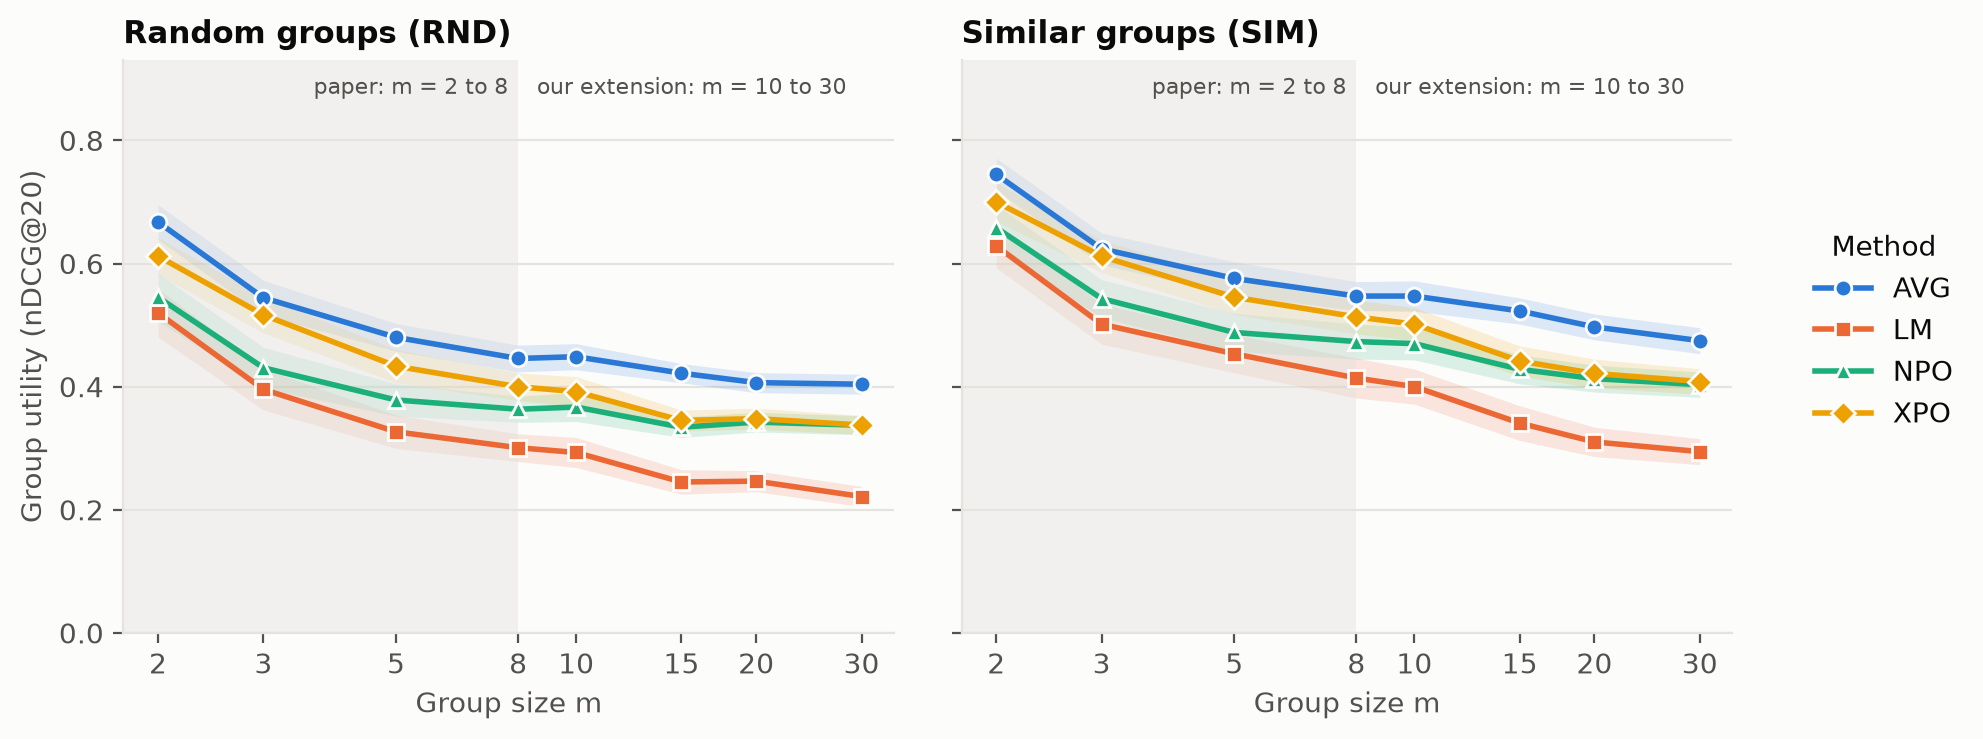 Random groups (RND)
paper: m = 2 to 8
our extension: m = 10 to 30
Group utility (nDCG@20)
0.8
0.6
0.4
0.2
0.0
2 3 5 8 10 15 20 30
Group size m
Similar groups (SIM)
paper: m = 2 to 8
our extension: m = 10 to 30
2 3 5 8 10 15 20 30
Group size m
Method
AVG
LM
NPO
XPO